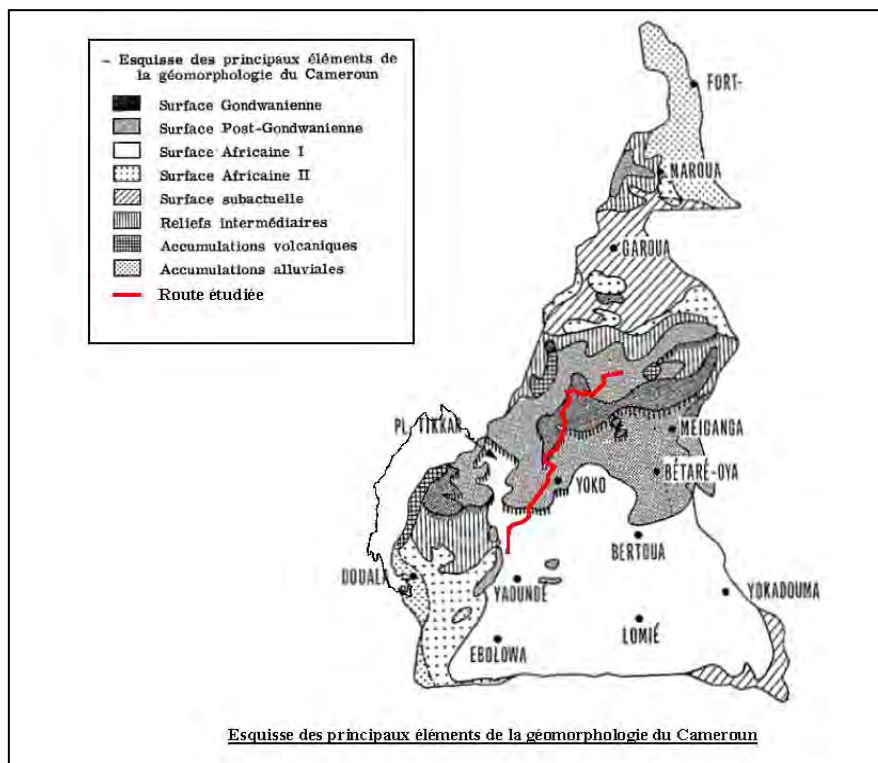 - Esquisse des principaux éléments de
la géomorphologie du Cameroun
Surface Gondwanienne
Surface Post-Gondwanienne
Surface Africaine I
Surface Africaine II
Surface subactuelle
Reliefs intermédiaires
Accumulations volcaniques
Accumulations alluviales
Route étudiée
FORT-
NAROUA
GAROUA
PL. TIKKAR
MEIGANGA
YOKO
BÉTARÉ-OYA
BERTOUA
DOUALA
YAOUNDÉ
YOKADOUMA
LOMIÉ
EBOLOWA
Esquisse des principaux éléments de la géomorphologie du Cameroun